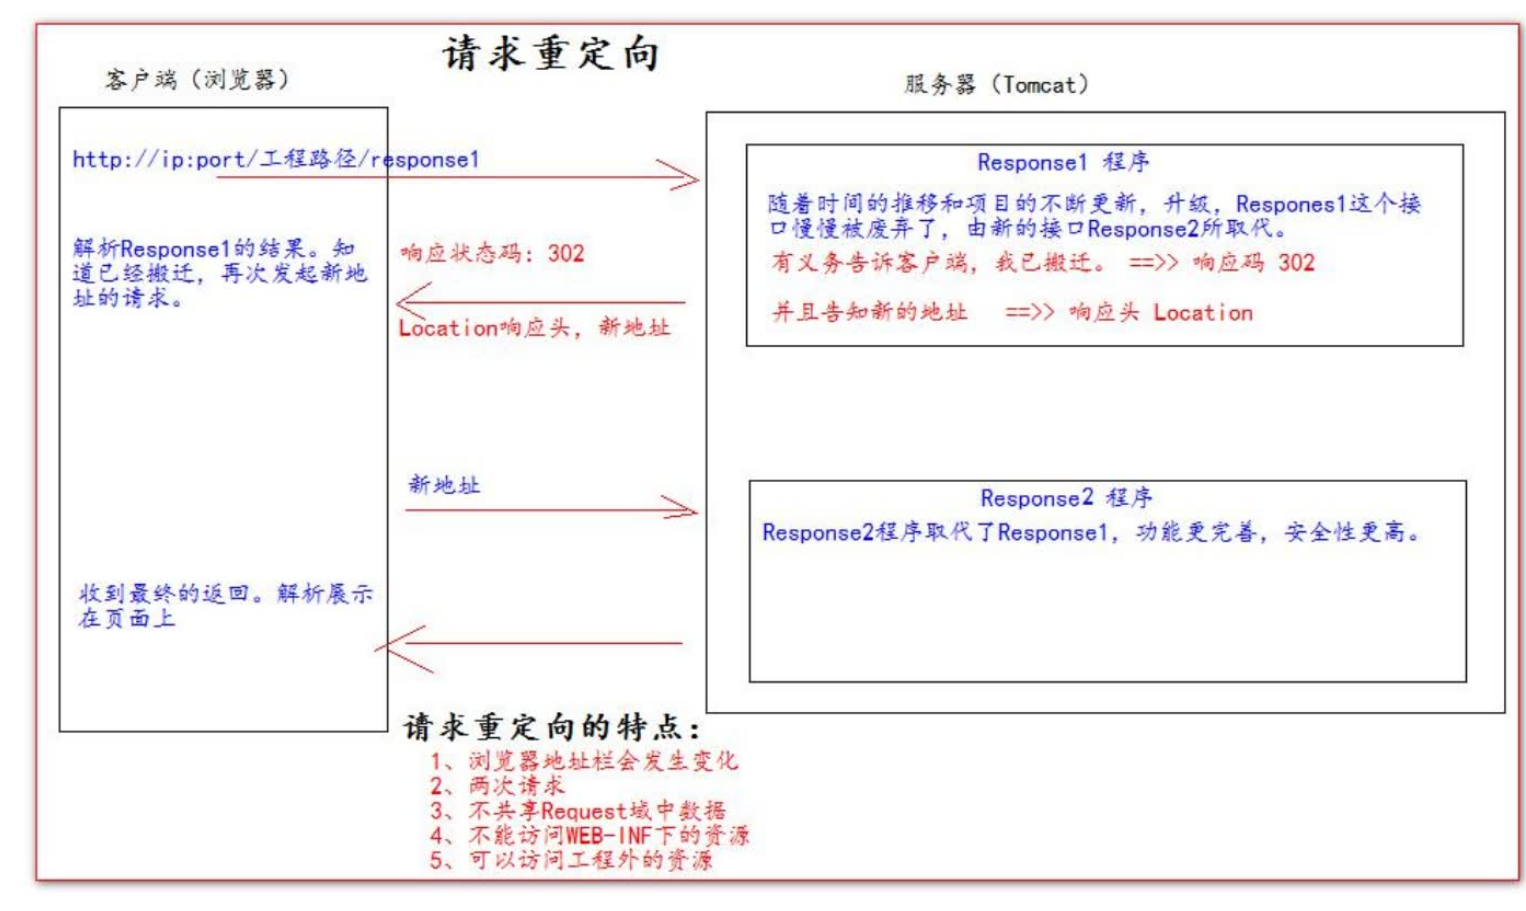 请求重定向
客户端（浏览器）
服务器（Tomcat）
http://ip:port/工程路径/response1
Response1 程序
随着时间的推移和项目的不断更新，升级，Respones1这个接
口慢慢被废弃了，由新的接口Response2所取代。
有义务告诉客户端，我已搬迁。 ==>> 响应码 302
并且告知新的地址 ==>> 响应头 Location
解析Response1的结果。知
道已经搬迁，再次发起新地
址的请求。
响应状态码：302
Location响应头，新地址
新地址
Response2 程序
Response2程序取代了Response1，功能更完善，安全性更高。
收到最终的返回。解析展示
在页面上
请求重定向的特点：
1、浏览器地址栏会发生变化
2、两次请求
3、不共享Request域中数据
4、不能访问WEB-INF下的资源
5、可以访问工程外的资源